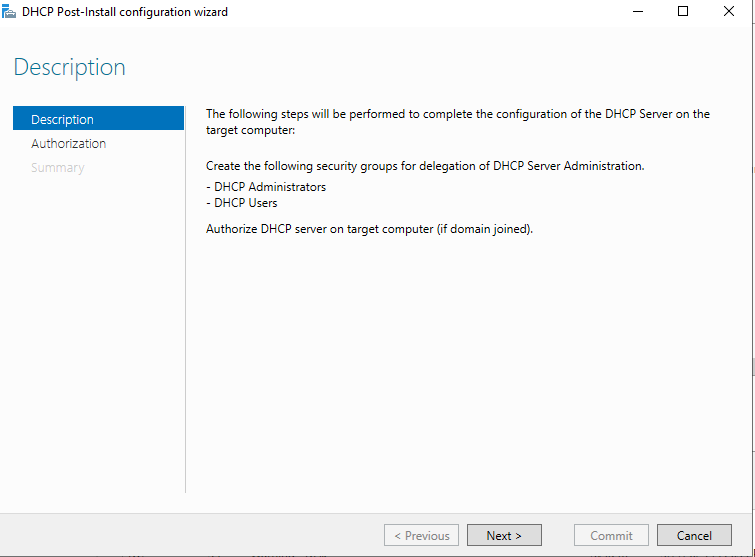 DHCP Post-Install configuration wizard
Description
Description
Authorization
Summary
The following steps will be performed to complete the configuration of the DHCP Server on the
target computer:
Create the following security groups for delegation of DHCP Server Administration.
- DHCP Administrators
- DHCP Users
Authorize DHCP server on target computer (if domain joined).
< Previous
Next >
Commit
Cancel